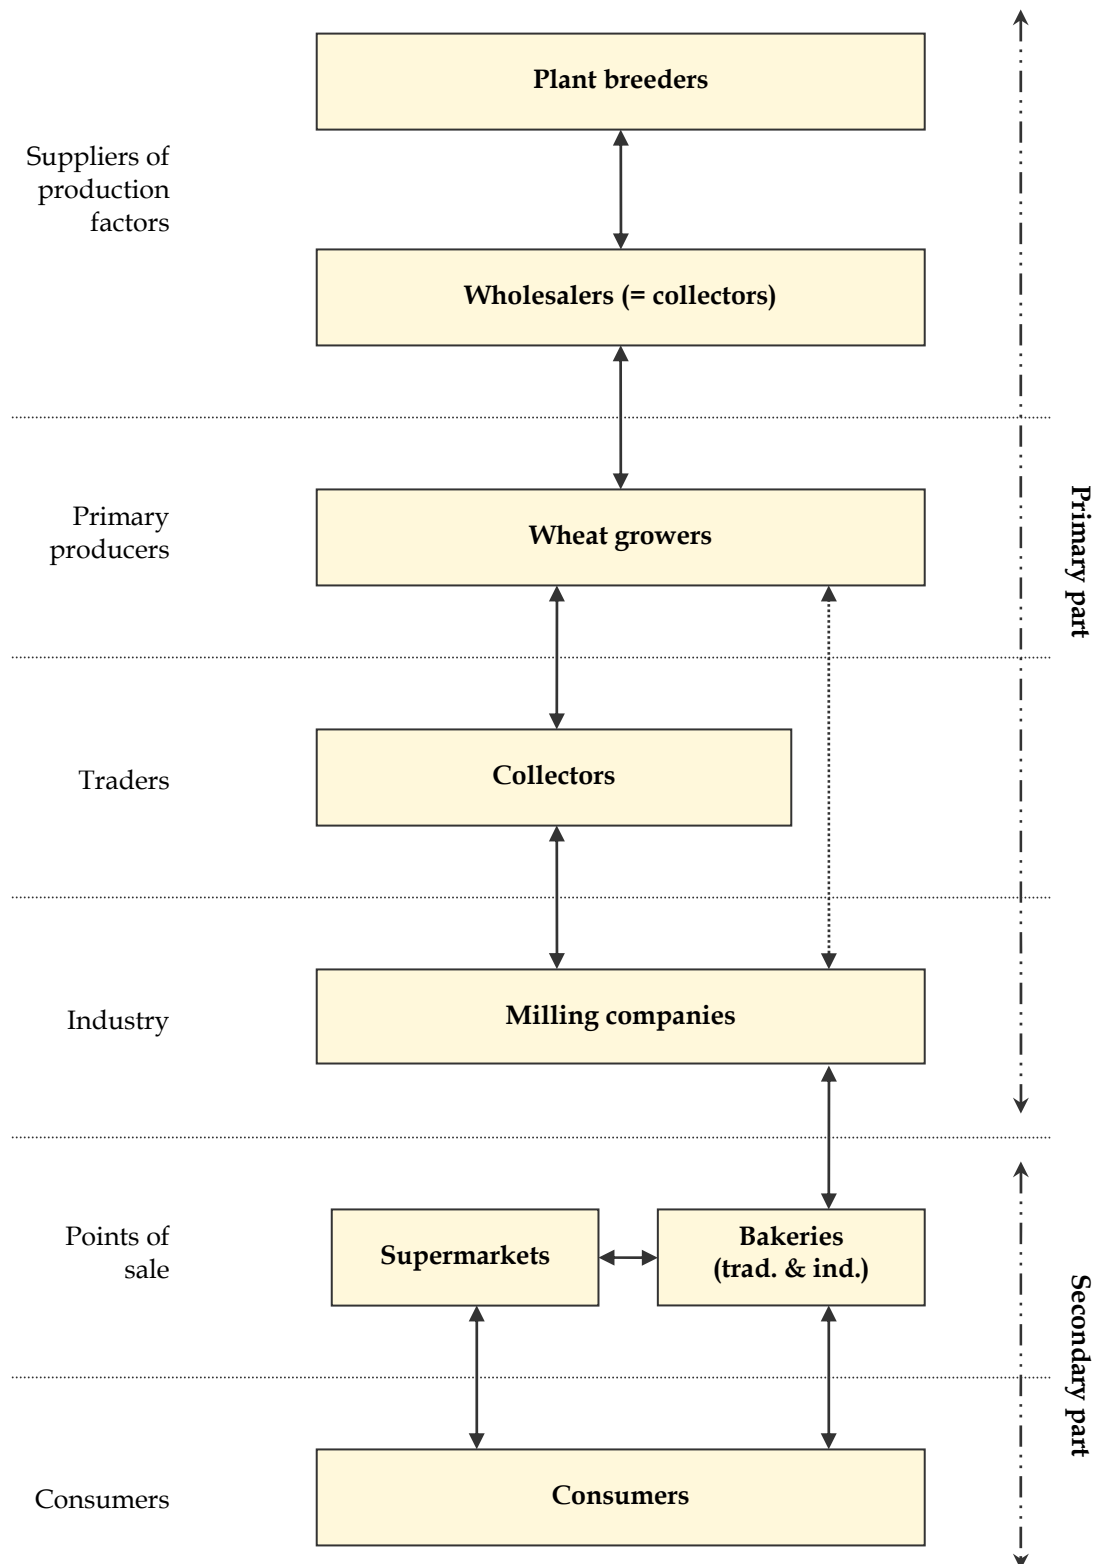 Plant breeders
Suppliers of
production
factors
Wholesalers (= collectors)
Primary
producers
Wheat growers
Primary part
Traders
Collectors
Industry
Milling companies
Points of
sale
Supermarkets
Bakeries
(trad. & ind.)
Secondary part
Consumers
Consumers